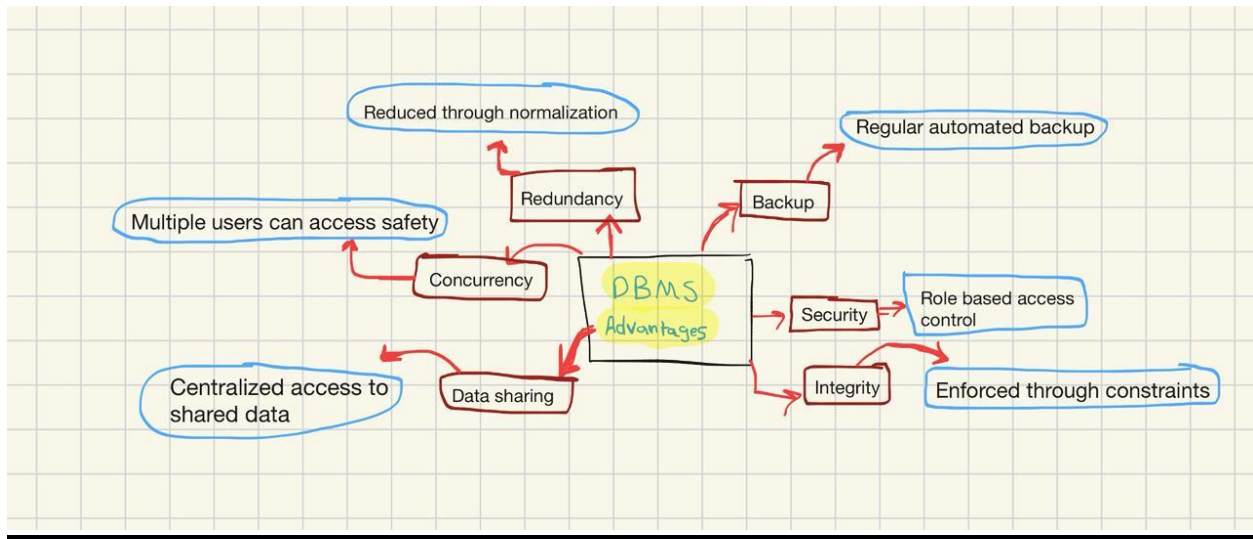 Reduced through normalization
Regular automated backup
Redundancy
Backup
Multiple users can access safety
Concurrency
DBMS
Advantages
Security
Role based access
control
Data sharing
Integrity
Centralized access to
shared data
Enforced through constraints